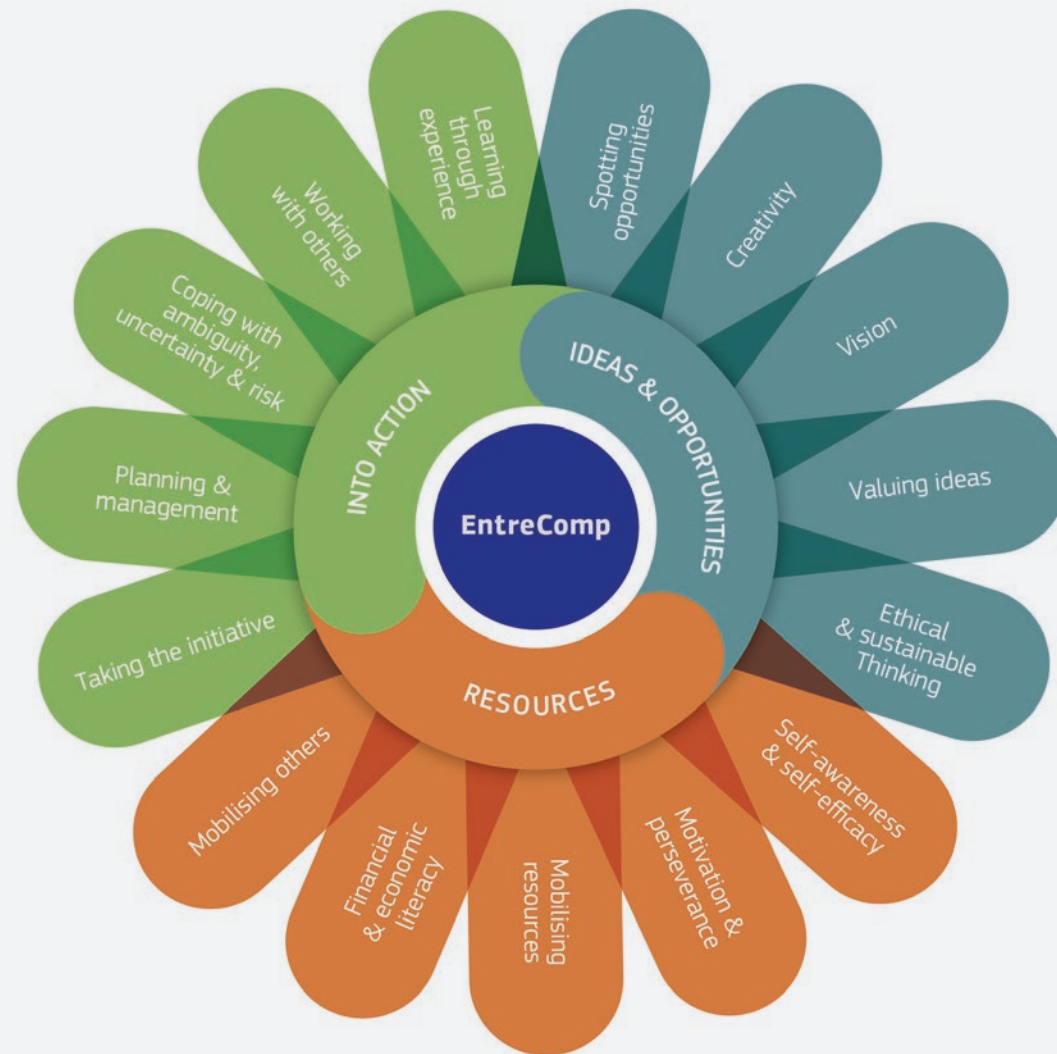 EntreComp
IDEAS & OPPORTUNITIES
Spotting
opportunities
Creativity
Vision
Valuing ideas
Ethical
& sustainable
Thinking
RESOURCES
Self-awareness
& self-efficacy
Motivation &
perseverance
Mobilising
resources
Financial
& economic
literacy
Mobilising others
INTO ACTION
Taking the initiative
Planning &
management
Coping with
ambiguity,
uncertainty & risk
Working
with others
Learning
through
experience